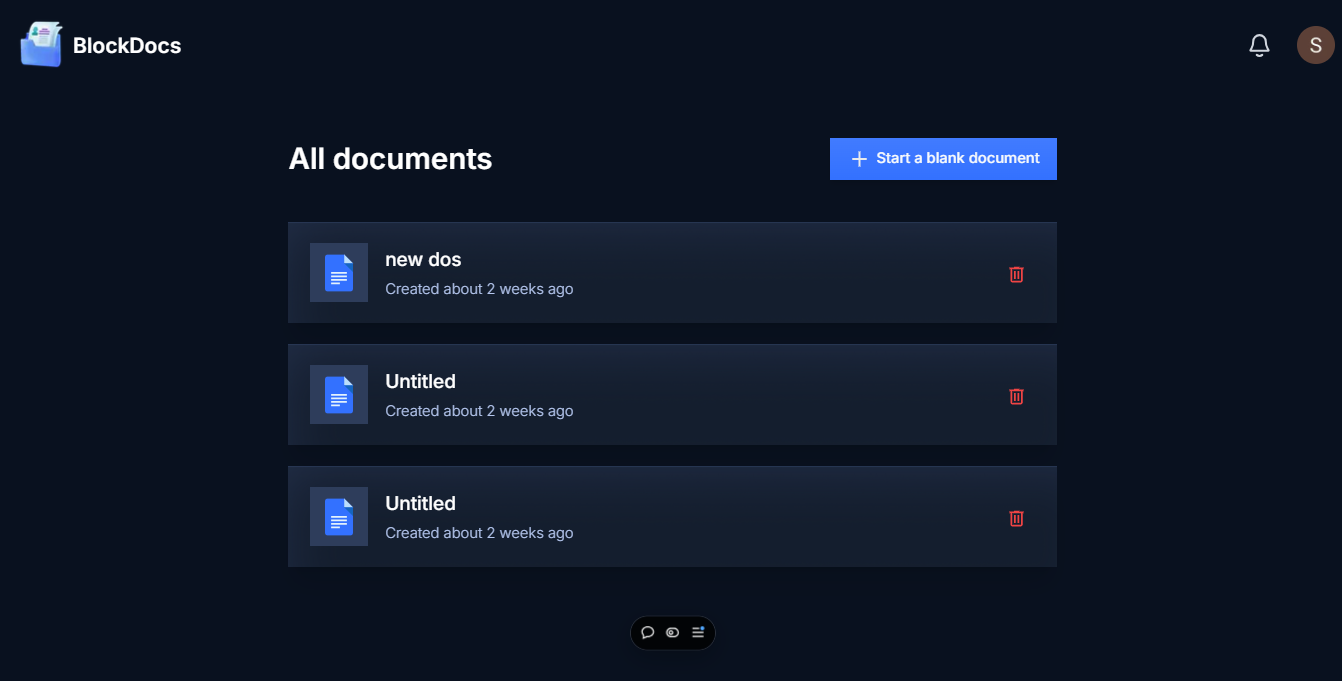 BlockDocs
S
All documents
Start a blank document
new dos
Created about 2 weeks ago
Untitled
Created about 2 weeks ago
Untitled
Created about 2 weeks ago